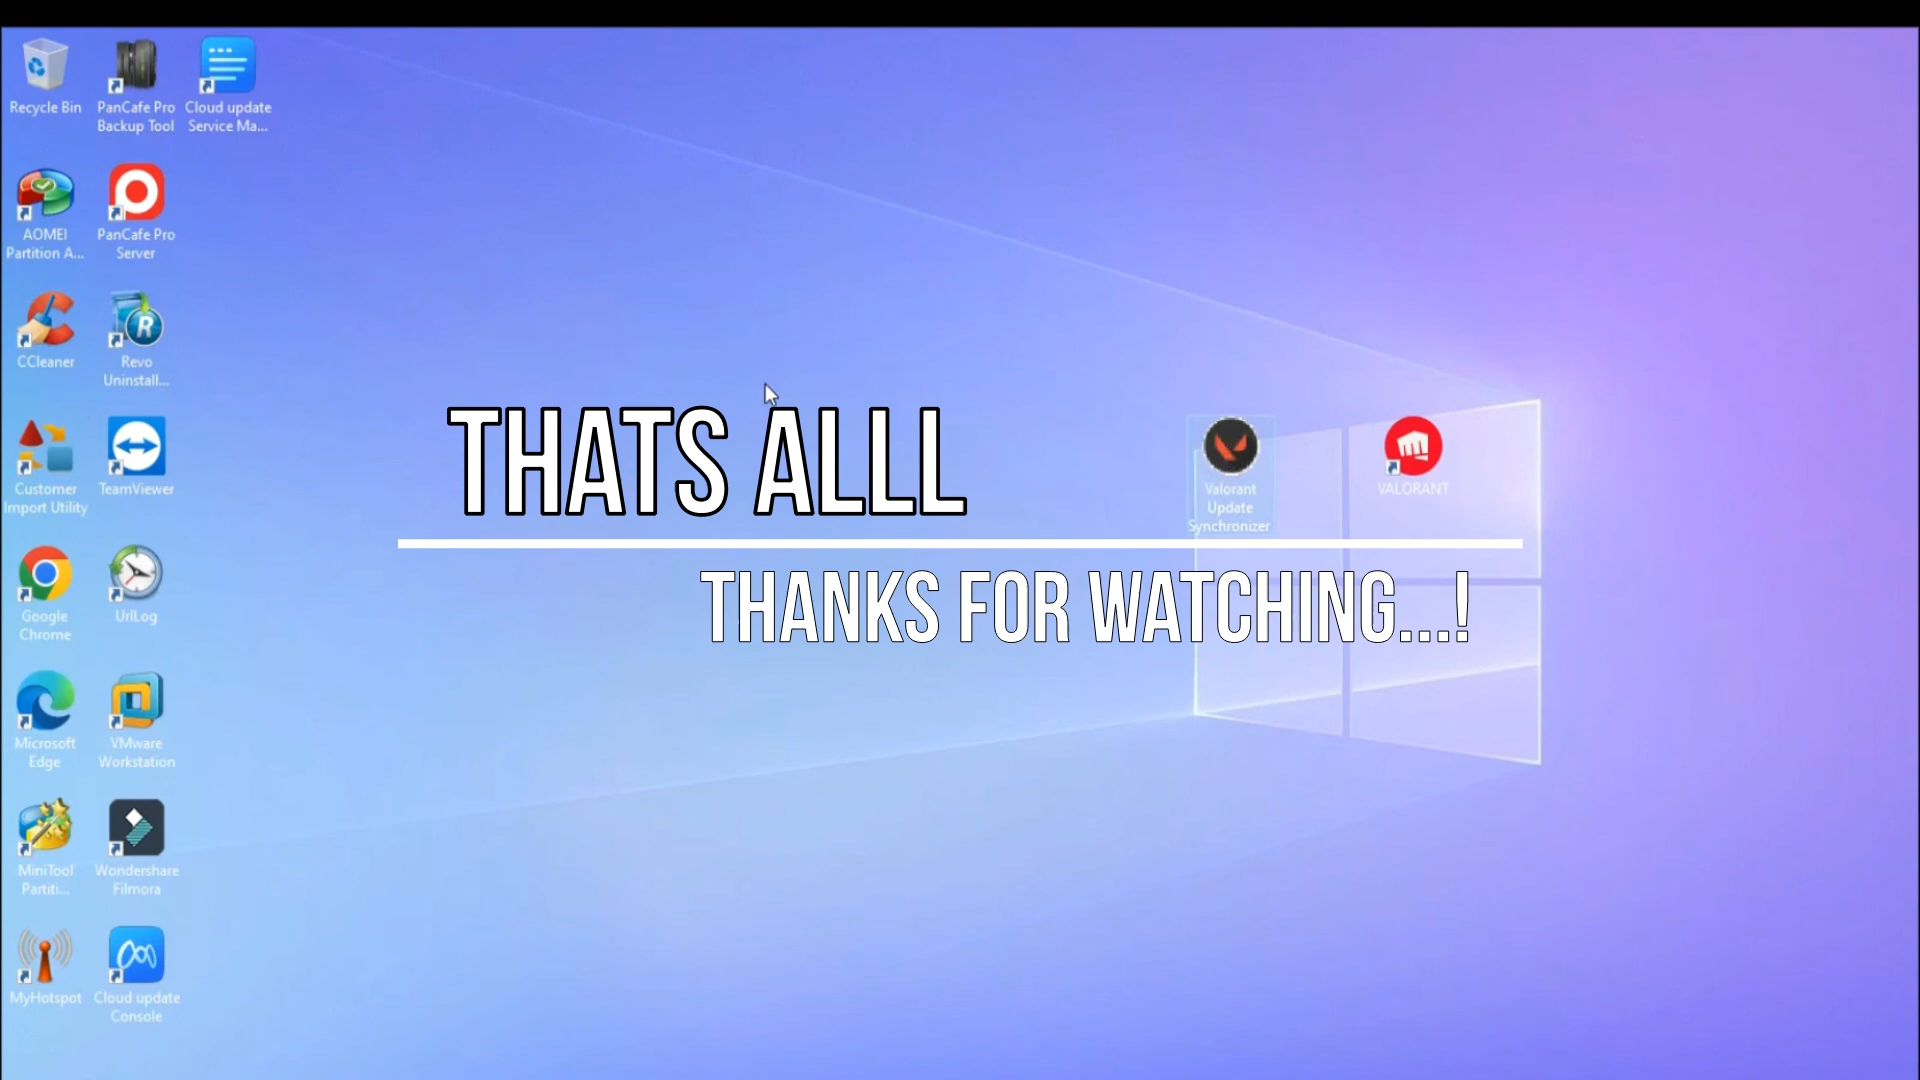 Recycle Bin
PanCafe Pro
Backup Tool
Cloud update
Service Ma...
AOMEI
Partition A...
PanCafe Pro
Server
CCleaner
Revo
Uninstall...
Customer
Import Utility
TeamViewer
Google
Chrome
UrlLog
Microsoft
Edge
VMware
Workstation
MiniTool
Partiti...
Wondershare
Filmora
MyHotspot
Cloud update
Console
Valorant
Update
Synchronizer
VALORANT
THATS ALLL
THANKS FOR WATCHING...!